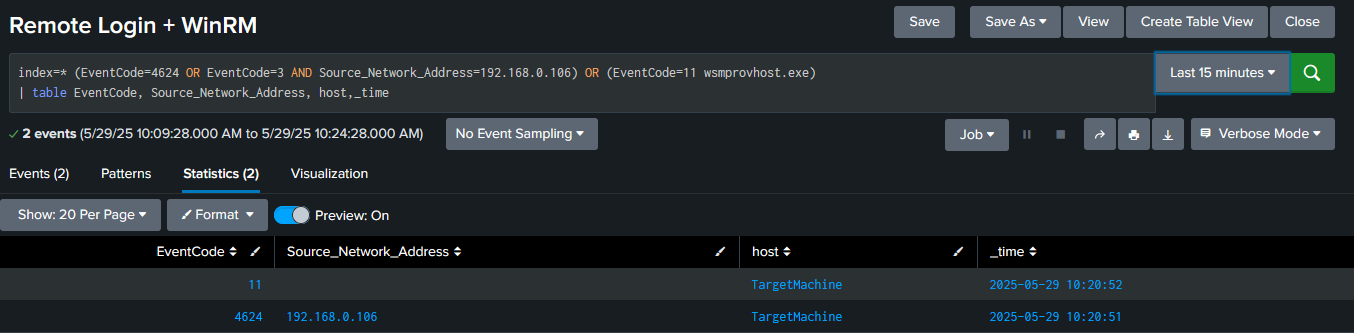 Remote Login + WinRM
Save Save As View Create Table View Close
index=* (EventCode=4624 OR EventCode=3 AND Source_Network_Address=192.168.0.106) OR (EventCode=11 wsmprovhost.exe)
| table EventCode, Source_Network_Address, host,_time
Last 15 minutes
2 events (5/29/25 10:09:28.000 AM to 5/29/25 10:24:28.000 AM) No Event Sampling Job Verbose Mode
Events (2) Patterns Statistics (2) Visualization
Show: 20 Per Page Format Preview: On
EventCode Source_Network_Address host _time
11 TargetMachine 2025-05-29 10:20:52
4624 192.168.0.106 TargetMachine 2025-05-29 10:20:51